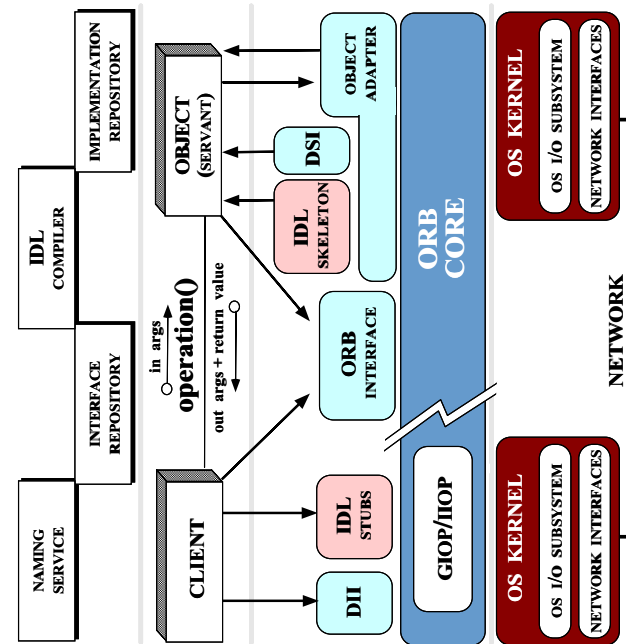 NAMING
SERVICE
INTERFACE
REPOSITORY
IDL
COMPILER
IMPLEMENTATION
REPOSITORY
CLIENT
in args
operation()
out args + return value
OBJECT
(SERVANT)
DII
IDL
STUBS
ORB
INTERFACE
IDL
SKELETON
DSI
OBJECT
ADAPTER
GIOP/IIOP
ORB
CORE
OS KERNEL
OS I/O SUBSYSTEM
NETWORK INTERFACES
NETWORK
OS KERNEL
OS I/O SUBSYSTEM
NETWORK INTERFACES